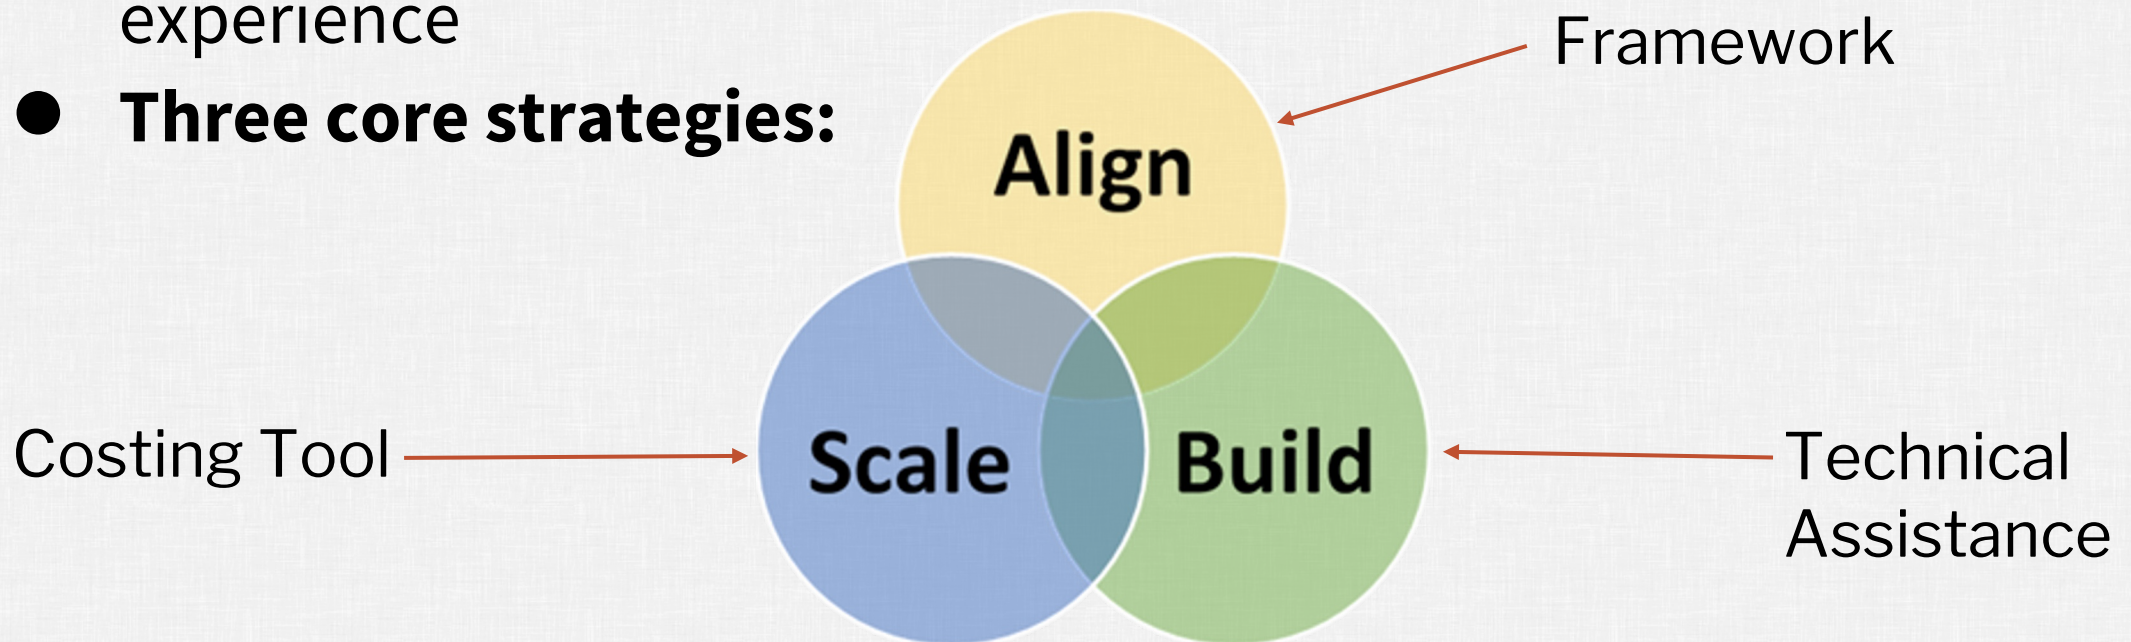 experience
● Three core strategies:
Framework
Align
Costing Tool
Scale
Build
Technical
Assistance